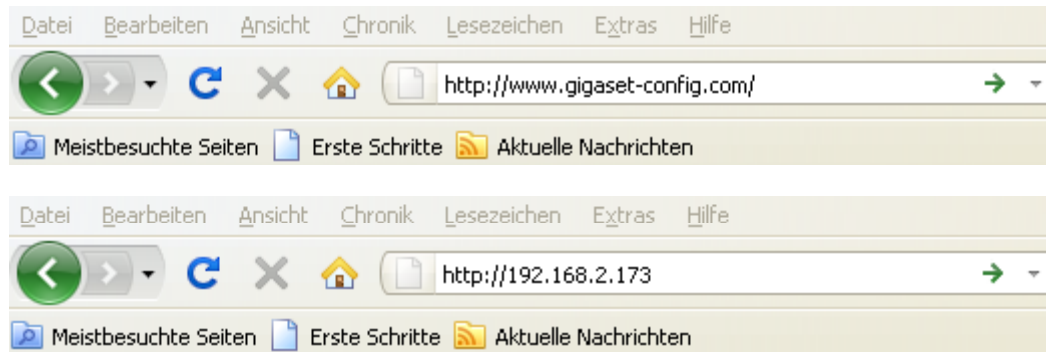 Datei Bearbeiten Ansicht Chronik Lesezeichen Extras Hilfe
http://www.gigaset-config.com/
Meistbesuchte Seiten Erste Schritte Aktuelle Nachrichten
Datei Bearbeiten Ansicht Chronik Lesezeichen Extras Hilfe
http://192.168.2.173
Meistbesuchte Seiten Erste Schritte Aktuelle Nachrichten